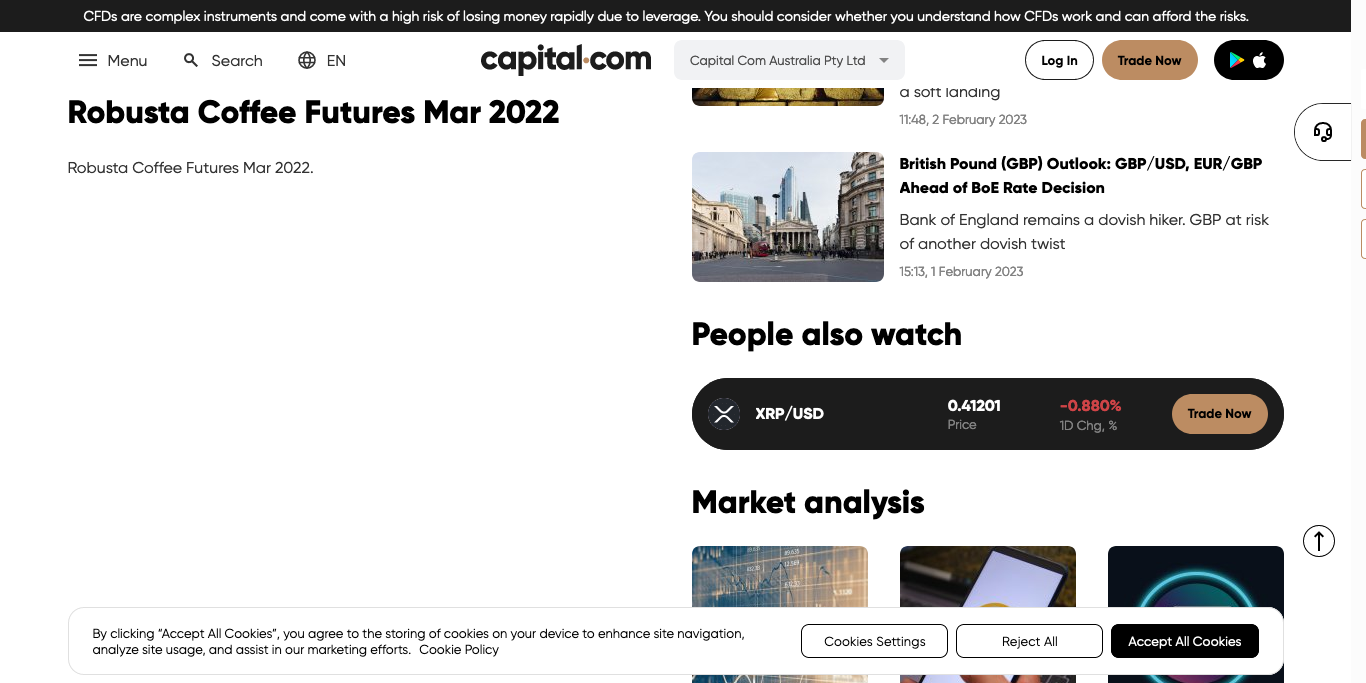 CFDs are complex instruments and come with a high risk of losing money rapidly due to leverage. You should consider whether you understand how CFDs work and can afford the risks.
Menu
Search
EN
capital.com
Capital Com Australia Pty Ltd
Log In
Trade Now
Robusta Coffee Futures Mar 2022
Robusta Coffee Futures Mar 2022.
a soft landing
11:48, 2 February 2023
British Pound (GBP) Outlook: GBP/USD, EUR/GBP
Ahead of BoE Rate Decision
Bank of England remains a dovish hiker. GBP at risk
of another dovish twist
15:13, 1 February 2023
People also watch
XRP/USD
0.41201
Price
-0.880%
1D Chg, %
Trade Now
Market analysis
By clicking “Accept All Cookies”, you agree to the storing of cookies on your device to enhance site navigation,
analyze site usage, and assist in our marketing efforts. Cookie Policy
Cookies Settings
Reject All
Accept All Cookies